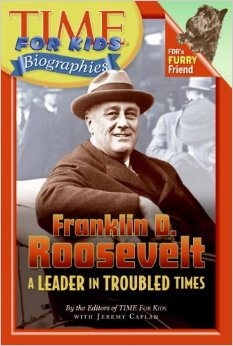 TIME
FOR KIDS
Biographies
FDR's
FURRY
Friend
Franklin D.
Roosevelt
A LEADER IN TROUBLED TIMES
By the Editors of TIME FOR KIDS
WITH JEREMY CAPLAN